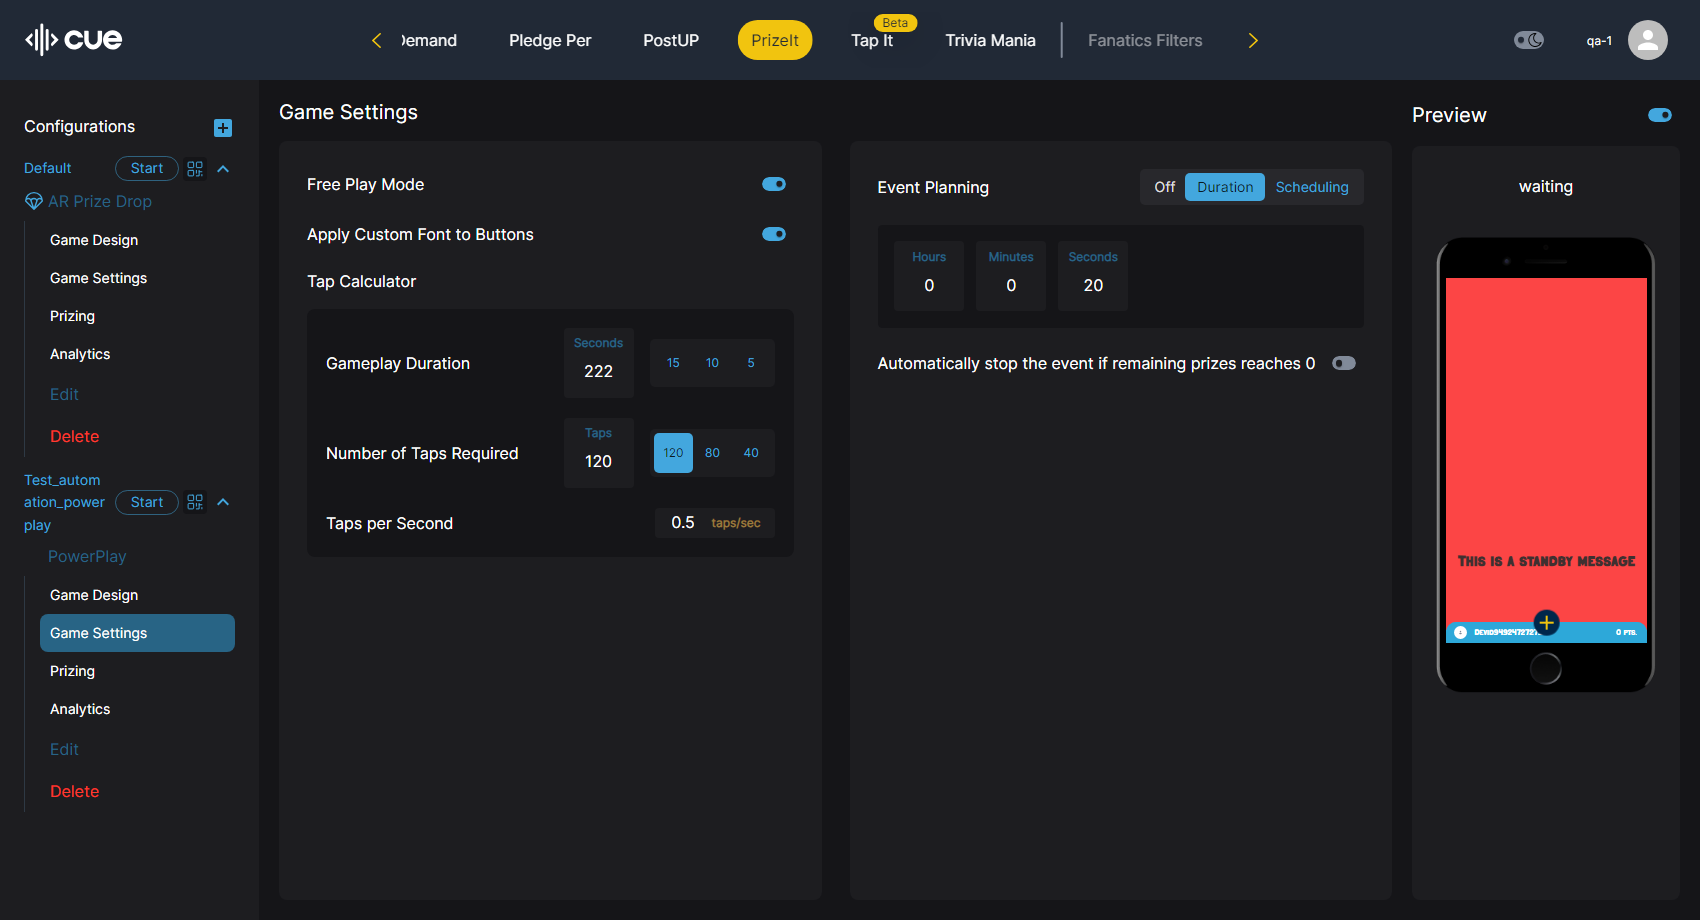 cue
Demand
Pledge Per
PostUP
PrizeIt
Beta
Tap It
Trivia Mania
Fanatics Filters
qa-1
Configurations
Default
Start
AR Prize Drop
Game Design
Game Settings
Prizing
Analytics
Edit
Delete
Test_autom
ation_power
play
Start
PowerPlay
Game Design
Game Settings
Prizing
Analytics
Edit
Delete
Game Settings
Free Play Mode
Apply Custom Font to Buttons
Tap Calculator
Gameplay Duration
Seconds
222
15 10 5
Number of Taps Required
Taps
120
120 80 40
Taps per Second
0.5 taps/sec
Event Planning
Off Duration Scheduling
Hours Minutes Seconds
0 0 20
Automatically stop the event if remaining prizes reaches 0
Preview
waiting
This is a standby message
0 pts.